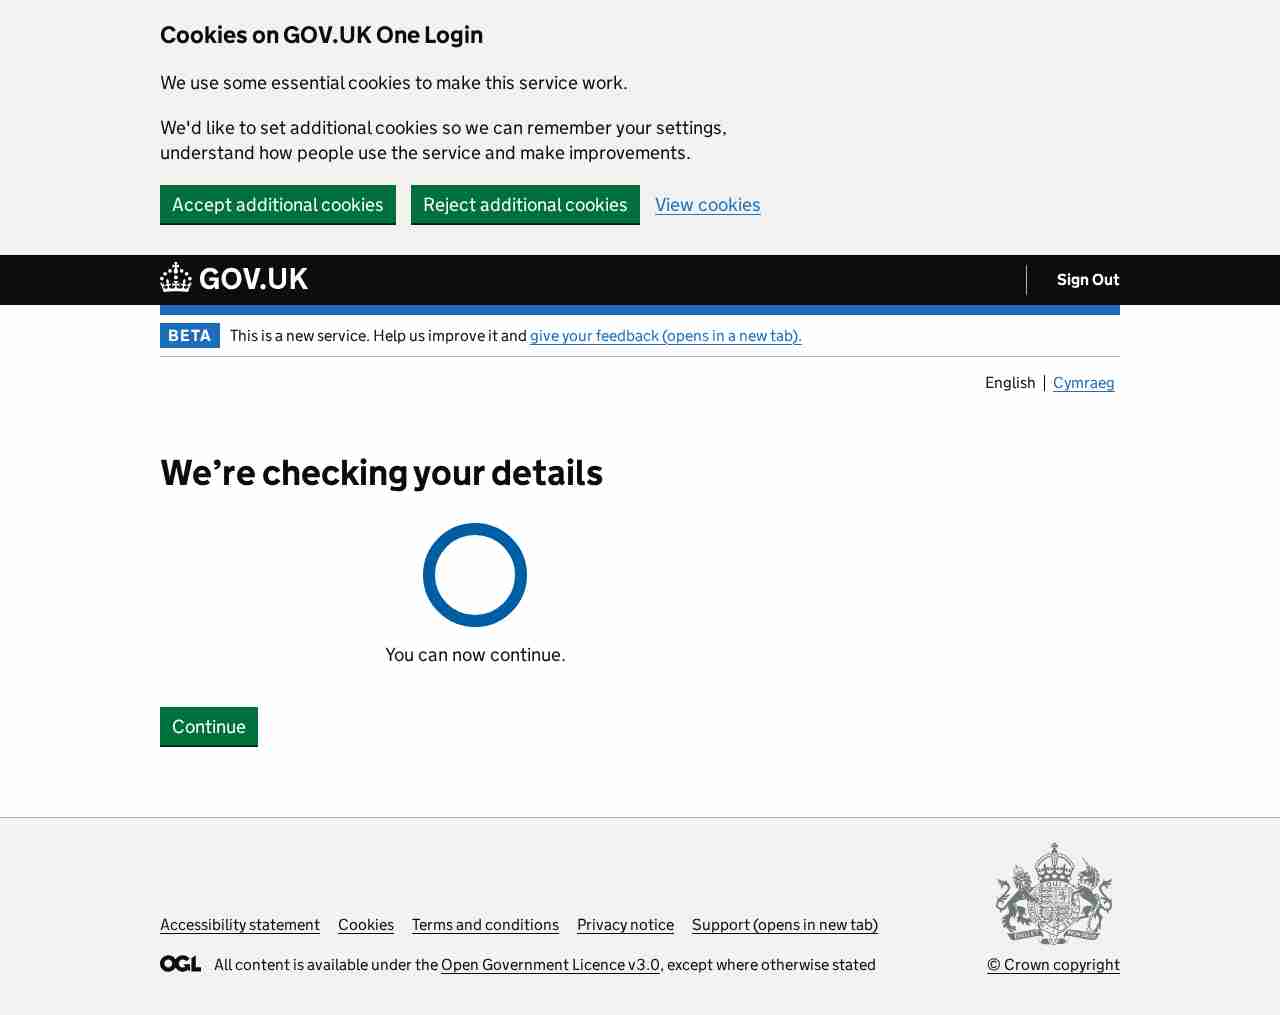 Cookies on GOV.UK One Login
We use some essential cookies to make this service work.
We'd like to set additional cookies so we can remember your settings,
understand how people use the service and make improvements.
Accept additional cookies Reject additional cookies View cookies
GOV.UK Sign Out
BETA This is a new service. Help us improve it and give your feedback (opens in a new tab).
English Cymraeg
We’re checking your details
You can now continue.
Continue
Accessibility statement Cookies Terms and conditions Privacy notice Support (opens in new tab)
OGL All content is available under the Open Government Licence v3.0, except where otherwise stated © Crown copyright